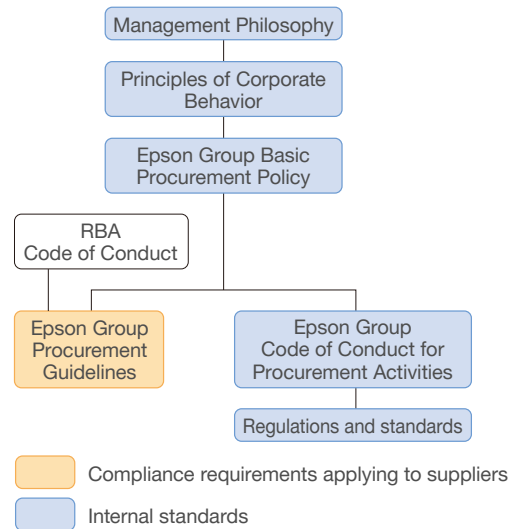 Management Philosophy
Principles of Corporate
Behavior
Epson Group Basic
Procurement Policy
RBA
Code of Conduct
Epson Group
Procurement
Guidelines
Epson Group
Code of Conduct for
Procurement Activities
Regulations and standards
Compliance requirements applying to suppliers
Internal standards